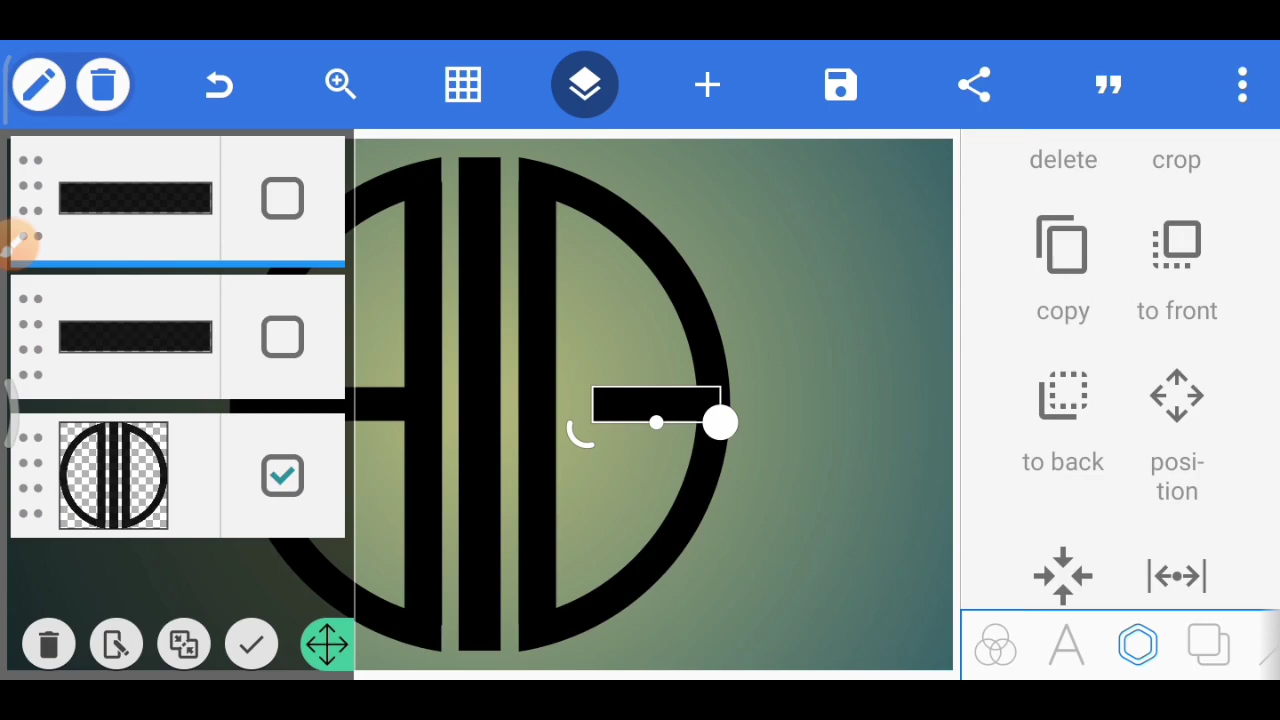 delete crop
copy to front
to back posi-
tion